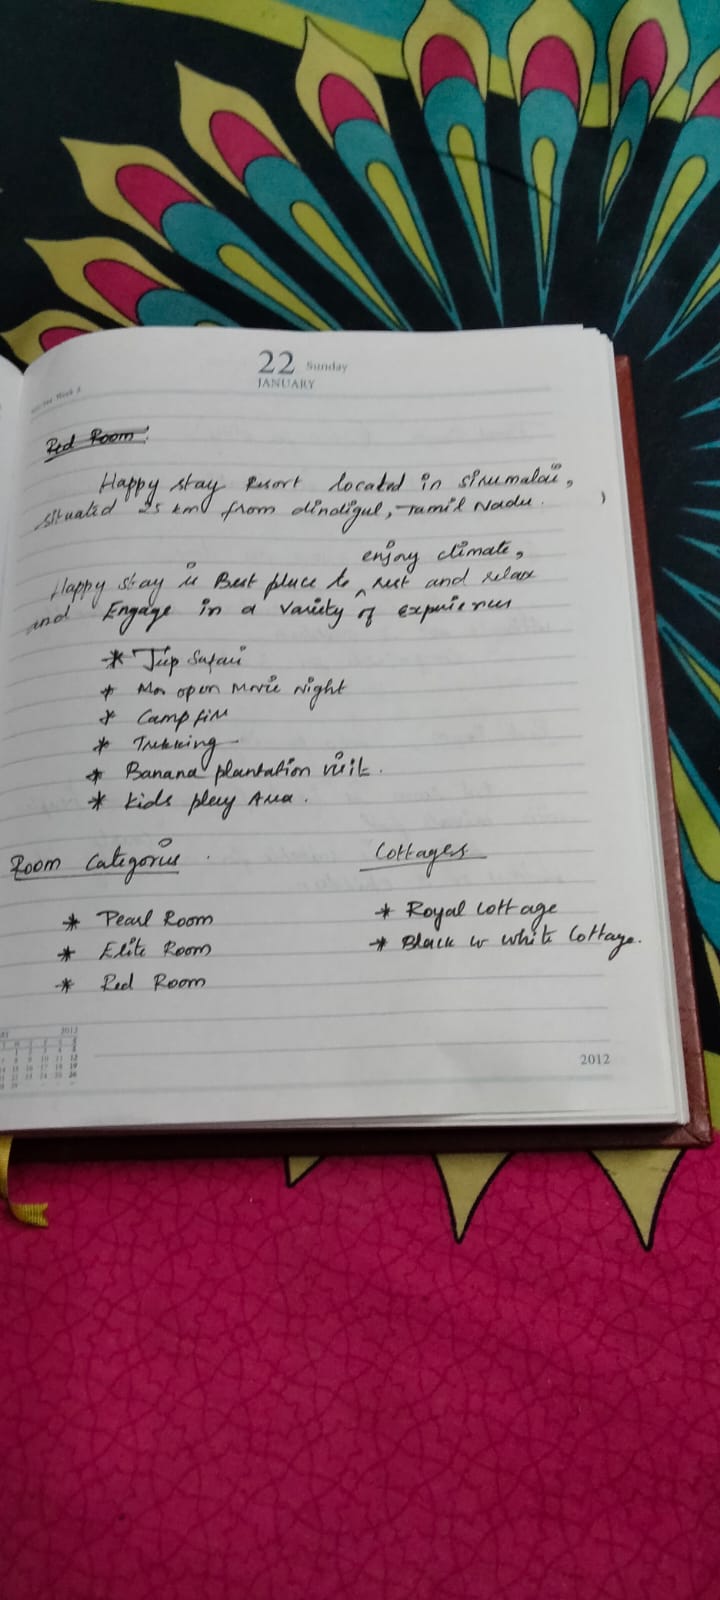 22 Sunday
JANUARY
Red Room:
Happy stay Resort located in sirumalai,
situated 25 km from dindigul, Tamil Nadu.
enjoy climate,
Happy stay is Best place to ^ rest and relax
and Engage in a variety of experiences
* Jeep Safari
* open Movie Night
* Camp fire
* Trekking
* Banana plantation visit.
* Kids play Area.
Room Categories
* Pearl Room
* Elite Room
* Red Room
Cottages
* Royal Cottage
* Black & white Cottage.
2012